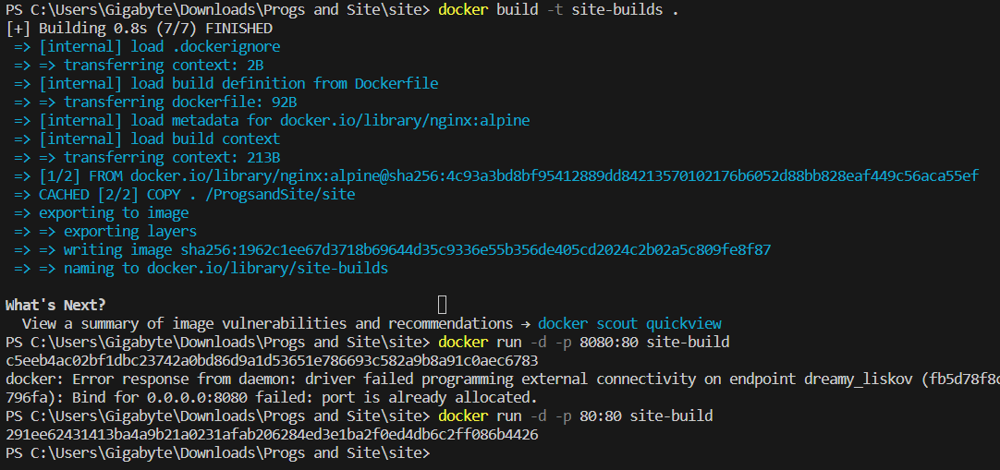 PS C:\Users\Gigabyte\Downloads\Progs and Site\site> docker build -t site-builds .
[+] Building 0.8s (7/7) FINISHED
=> [internal] load .dockerignore
=> => transferring context: 2B
=> [internal] load build definition from Dockerfile
=> => transferring dockerfile: 92B
=> [internal] load metadata for docker.io/library/nginx:alpine
=> [internal] load build context
=> => transferring context: 213B
=> [1/2] FROM docker.io/library/nginx:alpine@sha256:4c93a3bd8bf95412889dd84213570102176b6052d88bb828eaf449c56aca55ef
=> CACHED [2/2] COPY . /ProgsandSite/site
=> exporting to image
=> => exporting layers
=> => writing image sha256:1962c1ee67d3718b69644d35c9336e55b356de405cd2024c2b02a5c809fe8f87
=> => naming to docker.io/library/site-builds
What's Next?
View a summary of image vulnerabilities and recommendations → docker scout quickview
PS C:\Users\Gigabyte\Downloads\Progs and Site\site> docker run -d -p 8080:80 site-build
c5eeb4ac02bf1dbc23742a0bd86d9a1d53651e786693c582a9b8a91c0aec6783
docker: Error response from daemon: driver failed programming external connectivity on endpoint dreamy_liskov (fb5d78f8c
796fa): Bind for 0.0.0.0:8080 failed: port is already allocated.
PS C:\Users\Gigabyte\Downloads\Progs and Site\site> docker run -d -p 80:80 site-build
291ee62431413ba4a9b21a0231afab206284ed3e1ba2f0ed4db6c2ff086b4426
PS C:\Users\Gigabyte\Downloads\Progs and Site\site>